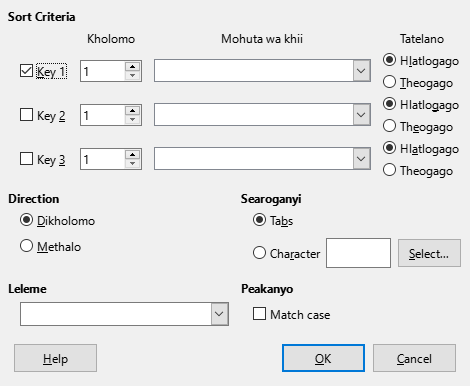 Sort Criteria
Kholomo Mohuta wa khii Tatelano
Key 1 1 Hlatlogago
Theogago
Key 2 1 Hlatlogago
Theogago
Key 3 1 Hlatlogago
Theogago
Direction Searoganyi
Dikholomo Tabs
Methalo Character Select...
Leleme Peakanyo
Match case
Help OK Cancel